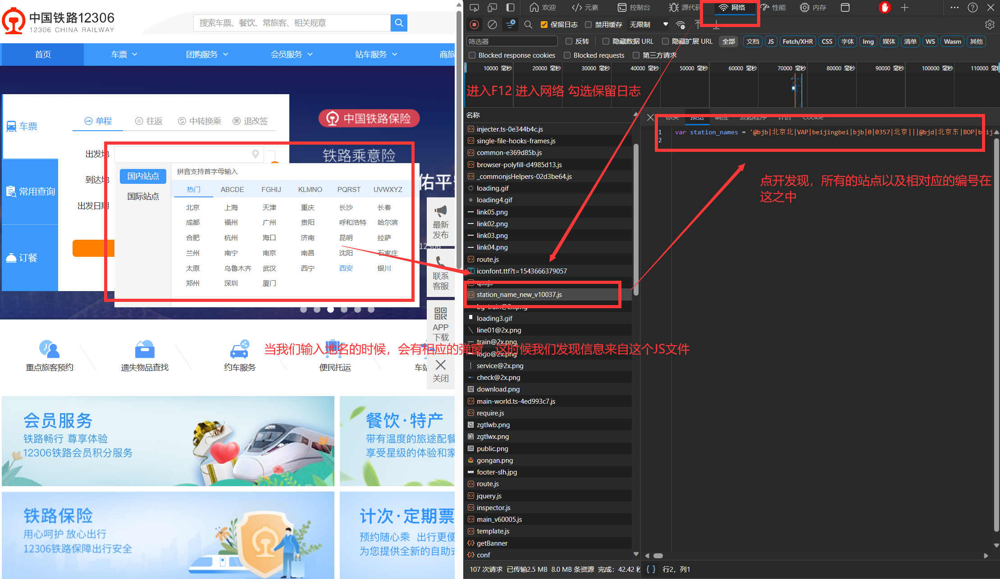 中国铁路12306
12306 CHINA RAILWAY
搜索车票、餐饮、常旅客、相关规章
首页
车票
团购服务
会员服务
站车服务
商旅
车票
常用查询
订餐
单程
往返
中转换乘
退改签
出发地
到达地
出发日期
国内站点
国际站点
拼音支持首字母输入
热门 ABCDE FGHIJ KLMNO PQRST UVWXYZ
北京 上海 天津 重庆 长沙 长春
成都 福州 广州 贵阳 呼和浩特 哈尔滨
合肥 杭州 海口 济南 昆明 拉萨
兰州 南宁 南京 南昌 沈阳 石家庄
太原 乌鲁木齐 武汉 西宁 西安 银川
郑州 深圳 厦门
中国铁路保险
铁路乘意险
佑平
12306
最新
发布
联系
客服
APP
下载
关闭
重点旅客预约
遗失物品查找
约车服务
便民托运
车站
当我们输入地名的时候，会有相应的弹窗，这时候我们发现信息来自这个JS文件
会员服务
铁路畅行 尊享体验
12306铁路会员积分服务
餐饮·特产
带有温度的旅途配餐
享受星级的体验和家
铁路保险
用心呵护 放心出行
12306铁路保障出行安全
计次·定期票
预约随心乘 出行更便
为您提供全新的自助式
欢迎
元素
控制台
源代码
网络
性能
内存
保留日志
禁用缓存
无限制
筛选器
反转
隐藏数据 URL
隐藏扩展 URL
全部
文档
JS
Fetch/XHR
CSS
字体
Img
媒体
清单
WS
Wasm
其他
Blocked response cookies
Blocked requests
第三方请求
10000 毫秒
20000 毫秒
30000 毫秒
40000 毫秒
50000 毫秒
60000 毫秒
70000 毫秒
80000 毫秒
90000 毫秒
100000 毫秒
110000 毫秒
进入F12 进入网络 勾选保留日志
名称
injecter.ts-0e344b4c.js
single-file-hooks-frames.js
common-e369d85b.js
browser-polyfill-d4985d13.js
_commonjsHelpers-02d3be64.js
loading.gif
loading4.gif
link05.png
link02.png
link03.png
link04.png
route.js
iconfont.ttf?t=1543666379057
qss.js
station_name_new_v10037.js
bg-train@2x.png
loading3.gif
line01@2x.png
train@2x.png
logo@2x.png
service@2x.png
check@2x.png
download.png
main-world.ts-4ed993c7.js
require.js
zgtlwb.png
zgtlwx.png
public.png
gongan.png
footer-slh.jpg
route.js
jquery.js
inspector.js
main_v60005.js
template.js
getBanner
conf
107 次请求 已传输2.5 MB 8.0 MB 条资源 完成：42.42 秒
标头
预览
响应
发起程序
计时
Cookie
1 var station_names = '@bjb|北京北|VAP|beijingbei|bjb|0|0357|北京|||@bjd|北京东|BOP|beij
2
点开发现，所有的站点以及相对应的编号在
这之中
行2，列1